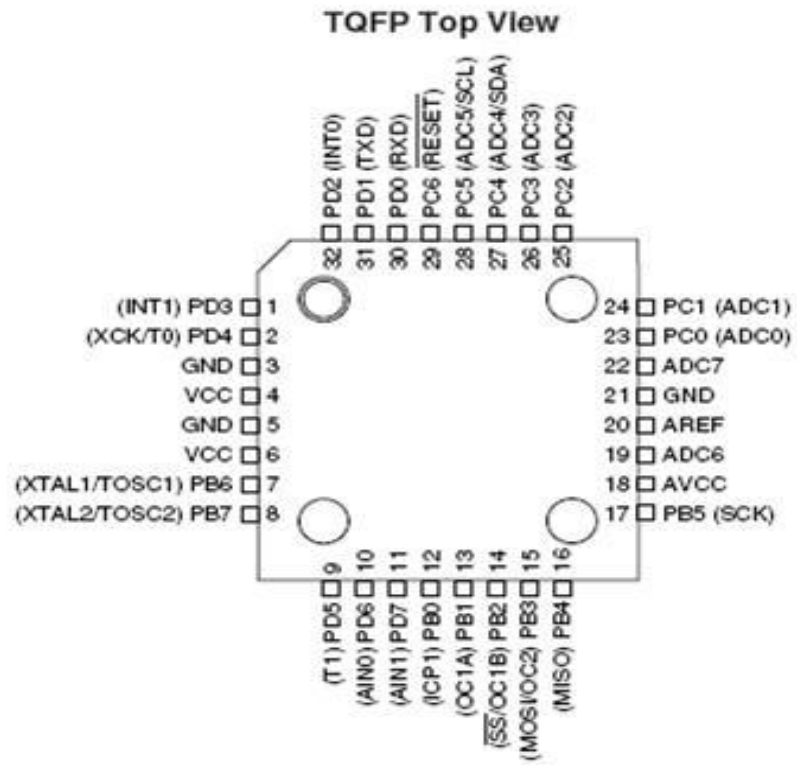 TQFP Top View
32 PD2 (INT0)
31 PD1 (TXD)
30 PD0 (RXD)
29 PC6 (RESET)
28 PC5 (ADC5/SCL)
27 PC4 (ADC4/SDA)
26 PC3 (ADC3)
25 PC2 (ADC2)
(INT1) PD3 1
(XCK/T0) PD4 2
GND 3
VCC 4
GND 5
VCC 6
(XTAL1/TOSC1) PB6 7
(XTAL2/TOSC2) PB7 8
24 PC1 (ADC1)
23 PC0 (ADC0)
22 ADC7
21 GND
20 AREF
19 ADC6
18 AVCC
17 PB5 (SCK)
(T1) PD5 9
(AIN0) PD6 10
(AIN1) PD7 11
(ICP1) PB0 12
(OC1A) PB1 13
(SS/OC1B) PB2 14
(MOSI/OC2) PB3 15
(MISO) PB4 16